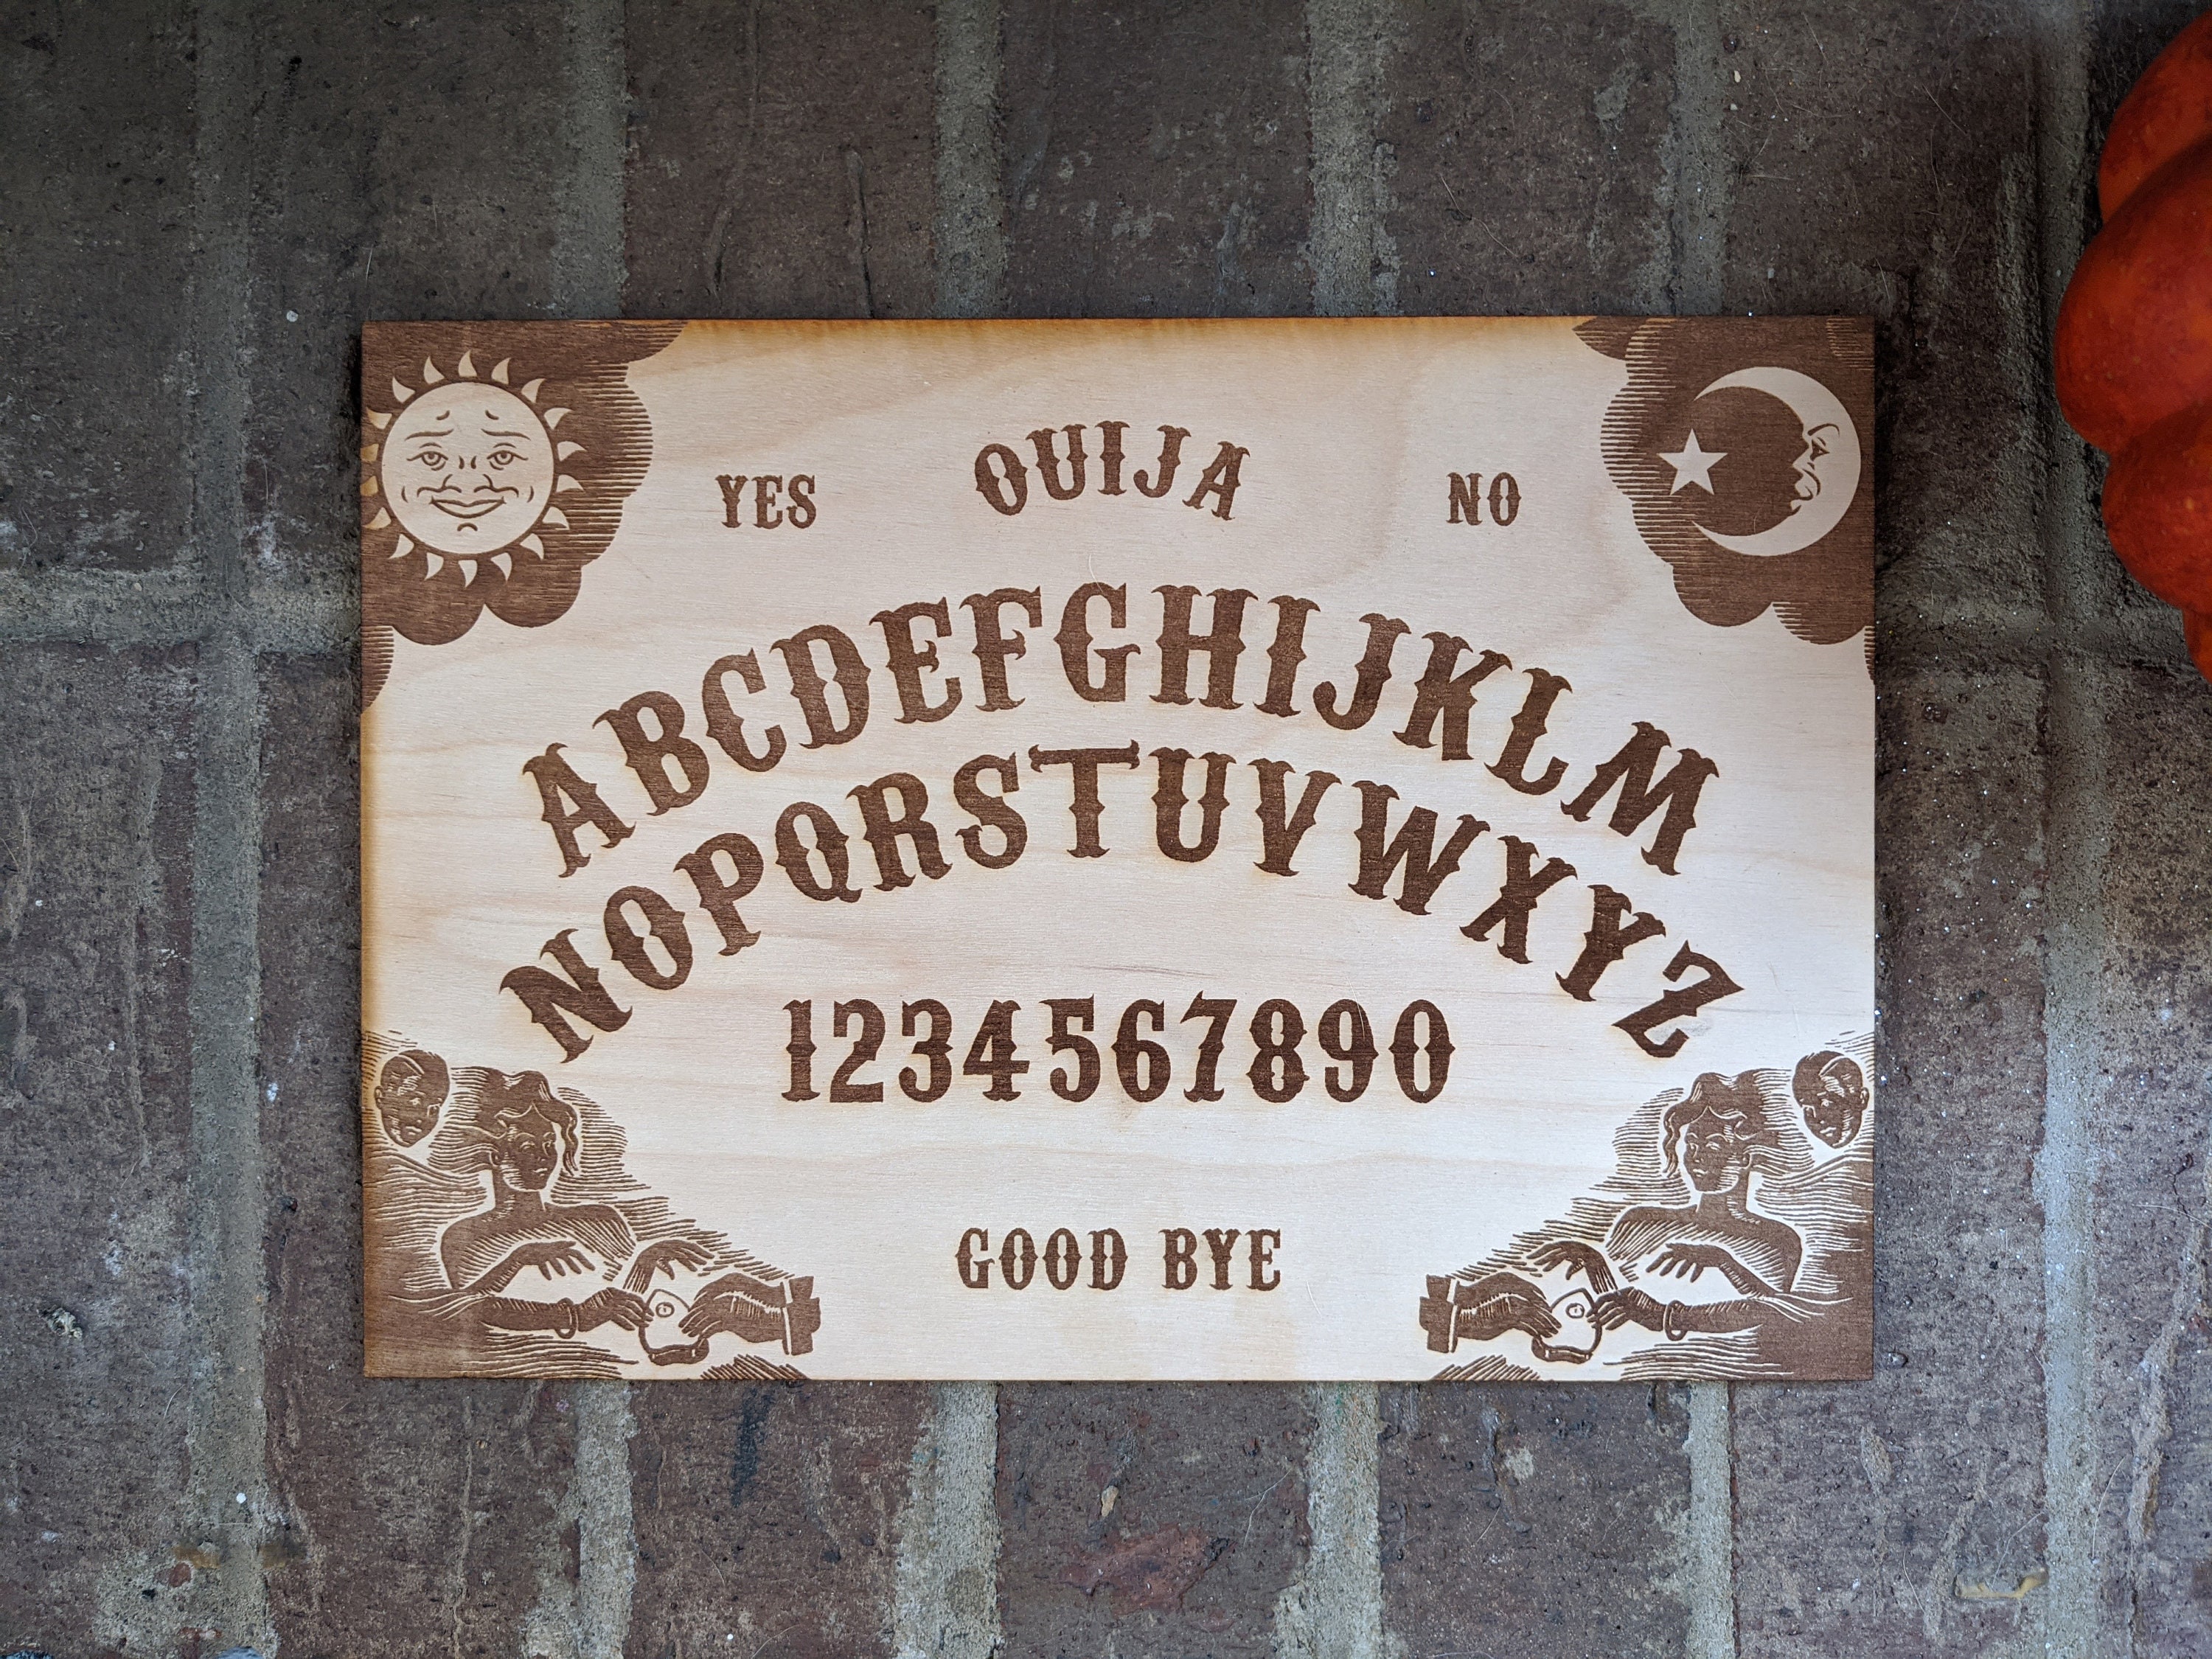 YES OUIJA NO
ABCDEFGHIJKLM
NOPQRSTUVWXYZ
1234567890
GOOD BYE